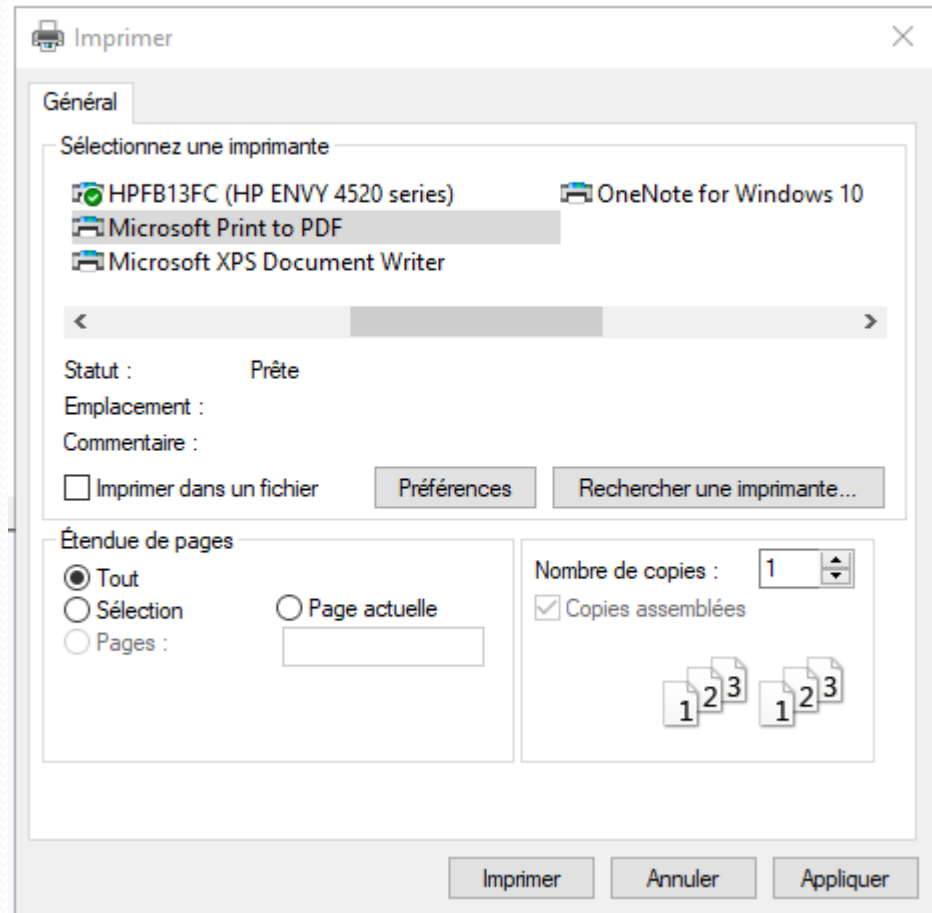 Imprimer
Général
Sélectionnez une imprimante
HPFB13FC (HP ENVY 4520 series) OneNote for Windows 10
Microsoft Print to PDF
Microsoft XPS Document Writer
Statut : Prête
Emplacement :
Commentaire :
Imprimer dans un fichier Préférences Rechercher une imprimante...
Étendue de pages
Tout
Sélection Page actuelle
Pages :
Nombre de copies : 1
Copies assemblées
1 2 3 1 2 3
Imprimer Annuler Appliquer